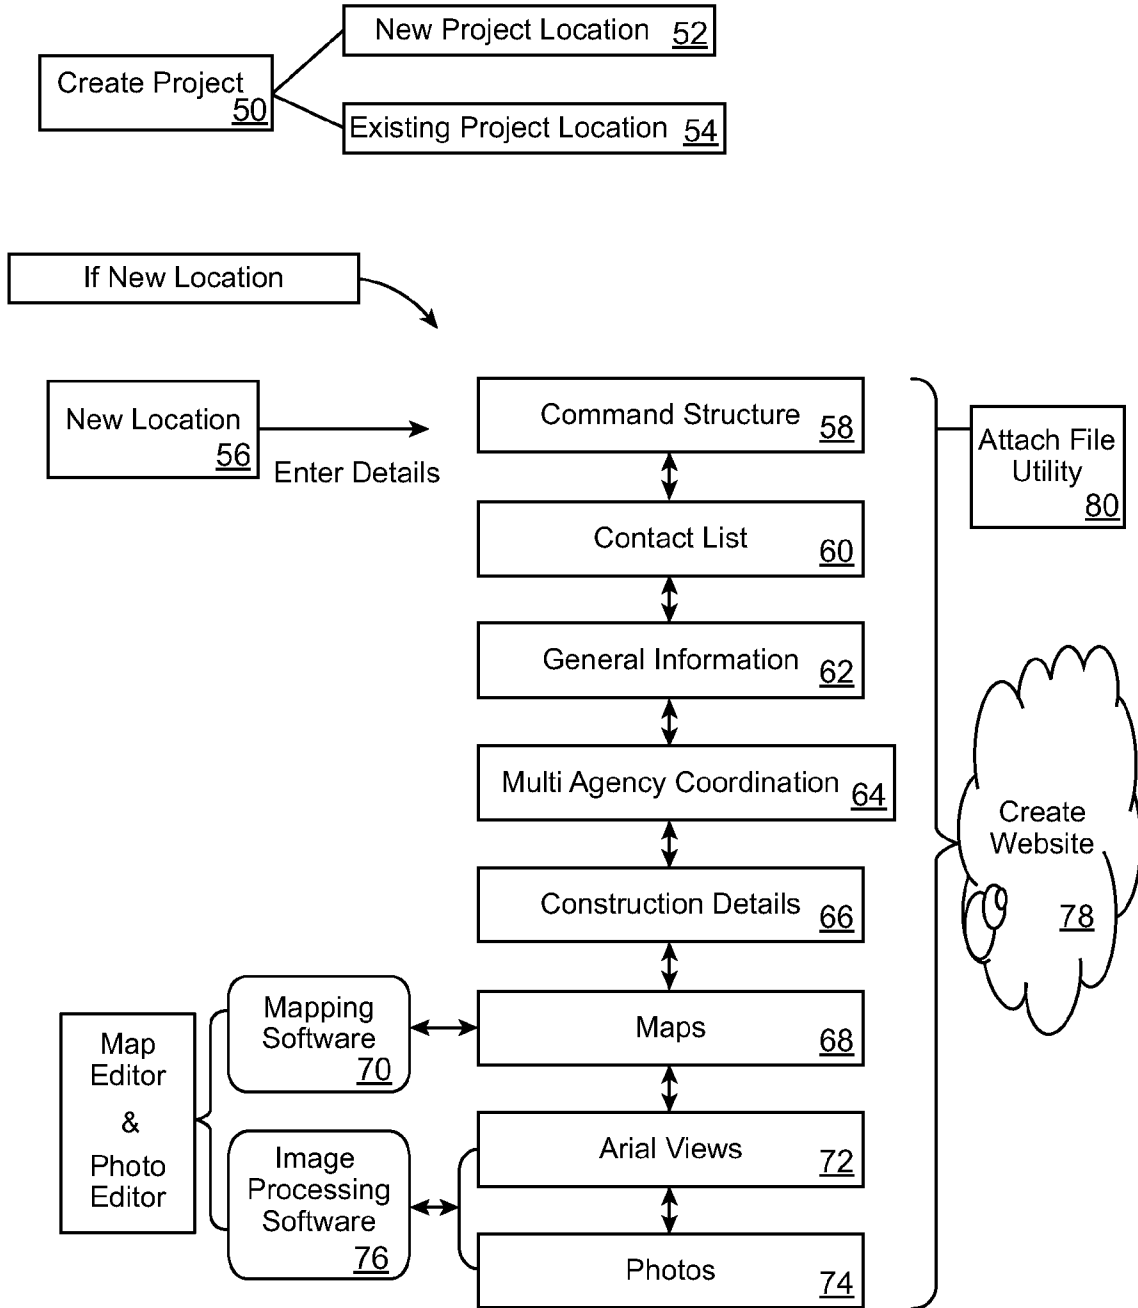 New Project Location 52
Create Project
50
Existing Project Location 54
If New Location
New Location
56
Enter Details
Command Structure 58
Attach File
Utility
80
Contact List 60
General Information 62
Multi Agency Coordination 64
Create
Website
78
Construction Details 66
Mapping
Software
70
Maps 68
Map
Editor
&
Photo
Editor
Image
Processing
Software
76
Arial Views 72
Photos 74